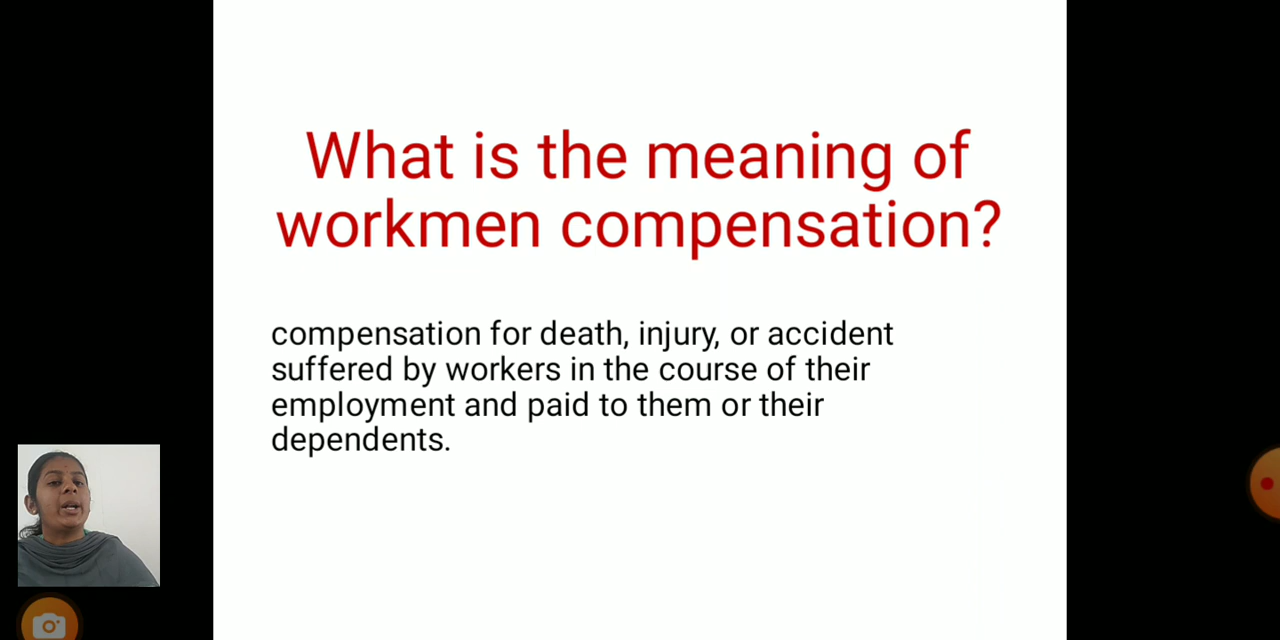 What is the meaning of
workmen compensation?
compensation for death, injury, or accident
suffered by workers in the course of their
employment and paid to them or their
dependents.